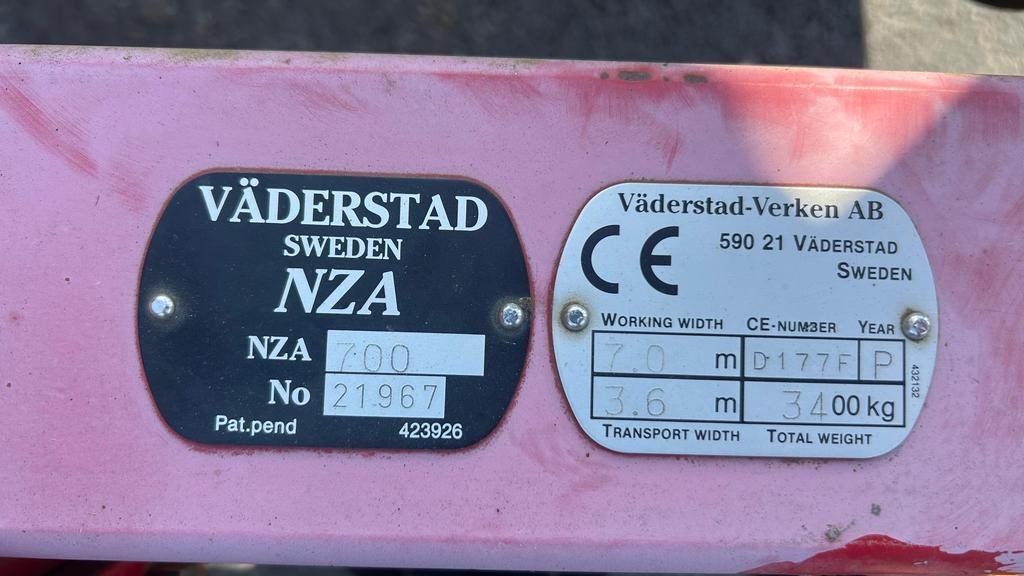 VÄDERSTAD
SWEDEN
NZA
NZA 700
No 21967
Pat.pend 423926
Väderstad-Verken AB
CE 590 21 VÄDERSTAD
SWEDEN
WORKING WIDTH CE-NUMBER YEAR
7.0 m D177F P
3.6 m 3400 kg
TRANSPORT WIDTH TOTAL WEIGHT
432132